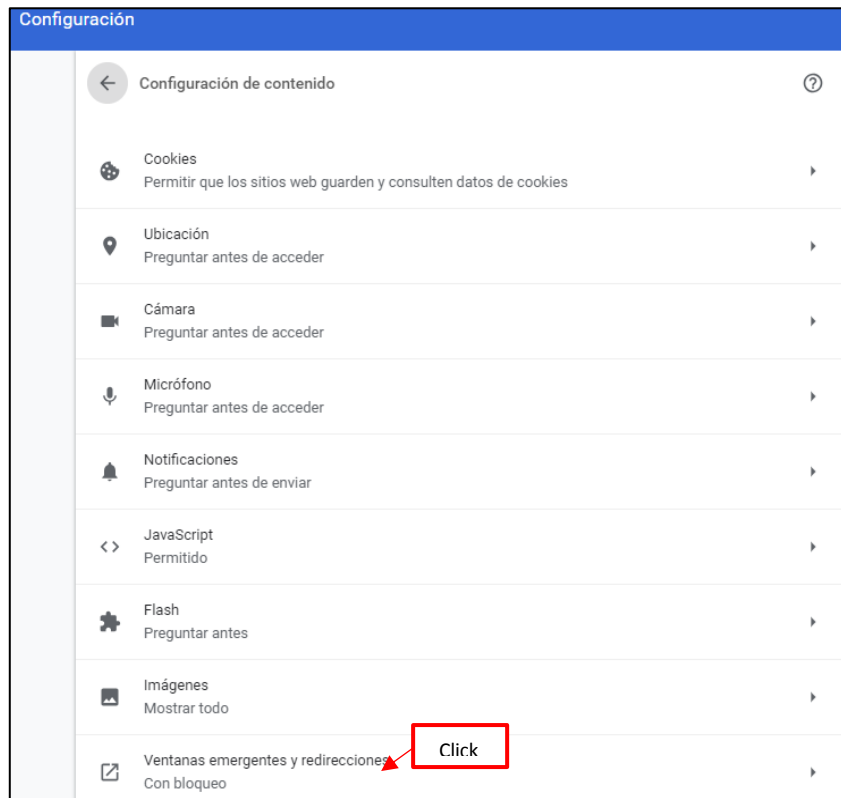 Configuración
Configuración de contenido
Cookies
Permitir que los sitios web guarden y consulten datos de cookies
Ubicación
Preguntar antes de acceder
Cámara
Preguntar antes de acceder
Micrófono
Preguntar antes de acceder
Notificaciones
Preguntar antes de enviar
JavaScript
Permitido
Flash
Preguntar antes
Imágenes
Mostrar todo
Ventanas emergentes y redirecciones
Click
Con bloqueo